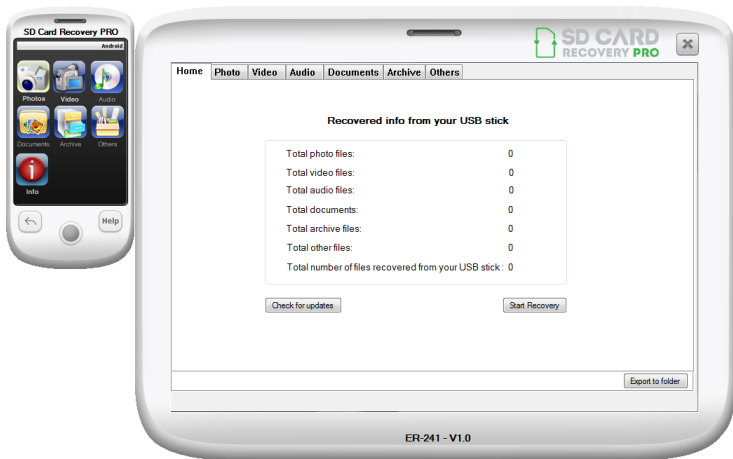 SD Card Recovery PRO
Android
Photos Video Audio
Documents Archive Others
i
Info
Help
SD CARD
RECOVERY PRO
Home Photo Video Audio Documents Archive Others
Recovered info from your USB stick
Total photo files: 0
Total video files: 0
Total audio files: 0
Total documents: 0
Total archive files: 0
Total other files: 0
Total number of files recovered from your USB stick : 0
Check for updates Start Recovery
Export to folder
ER-241 - V1.0